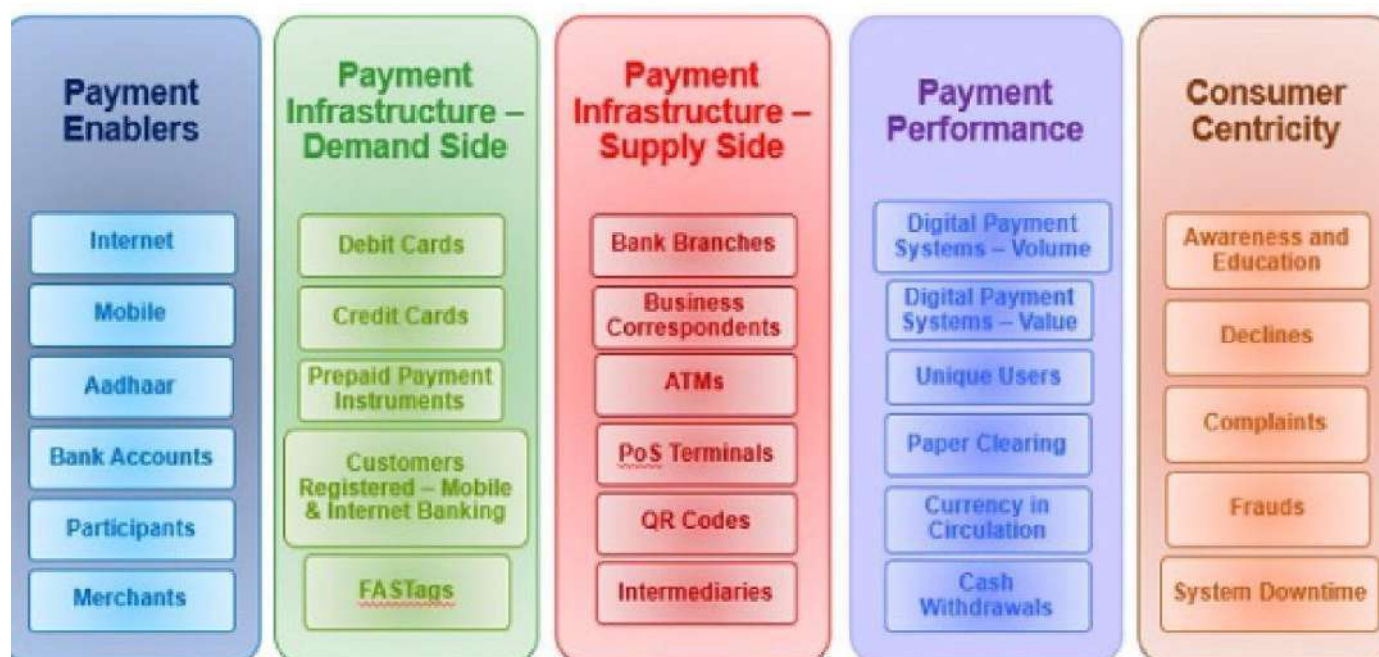 Payment
Enablers
Internet
Mobile
Aadhaar
Bank Accounts
Participants
Merchants
Payment
Infrastructure –
Demand Side
Debit Cards
Credit Cards
Prepaid Payment
Instruments
Customers
Registered – Mobile
& Internet Banking
FASTags
Payment
Infrastructure –
Supply Side
Bank Branches
Business
Correspondents
ATMs
PoS Terminals
QR Codes
Intermediaries
Payment
Performance
Digital Payment
Systems – Volume
Digital Payment
Systems – Value
Unique Users
Paper Clearing
Currency in
Circulation
Cash
Withdrawals
Consumer
Centricity
Awareness and
Education
Declines
Complaints
Frauds
System Downtime